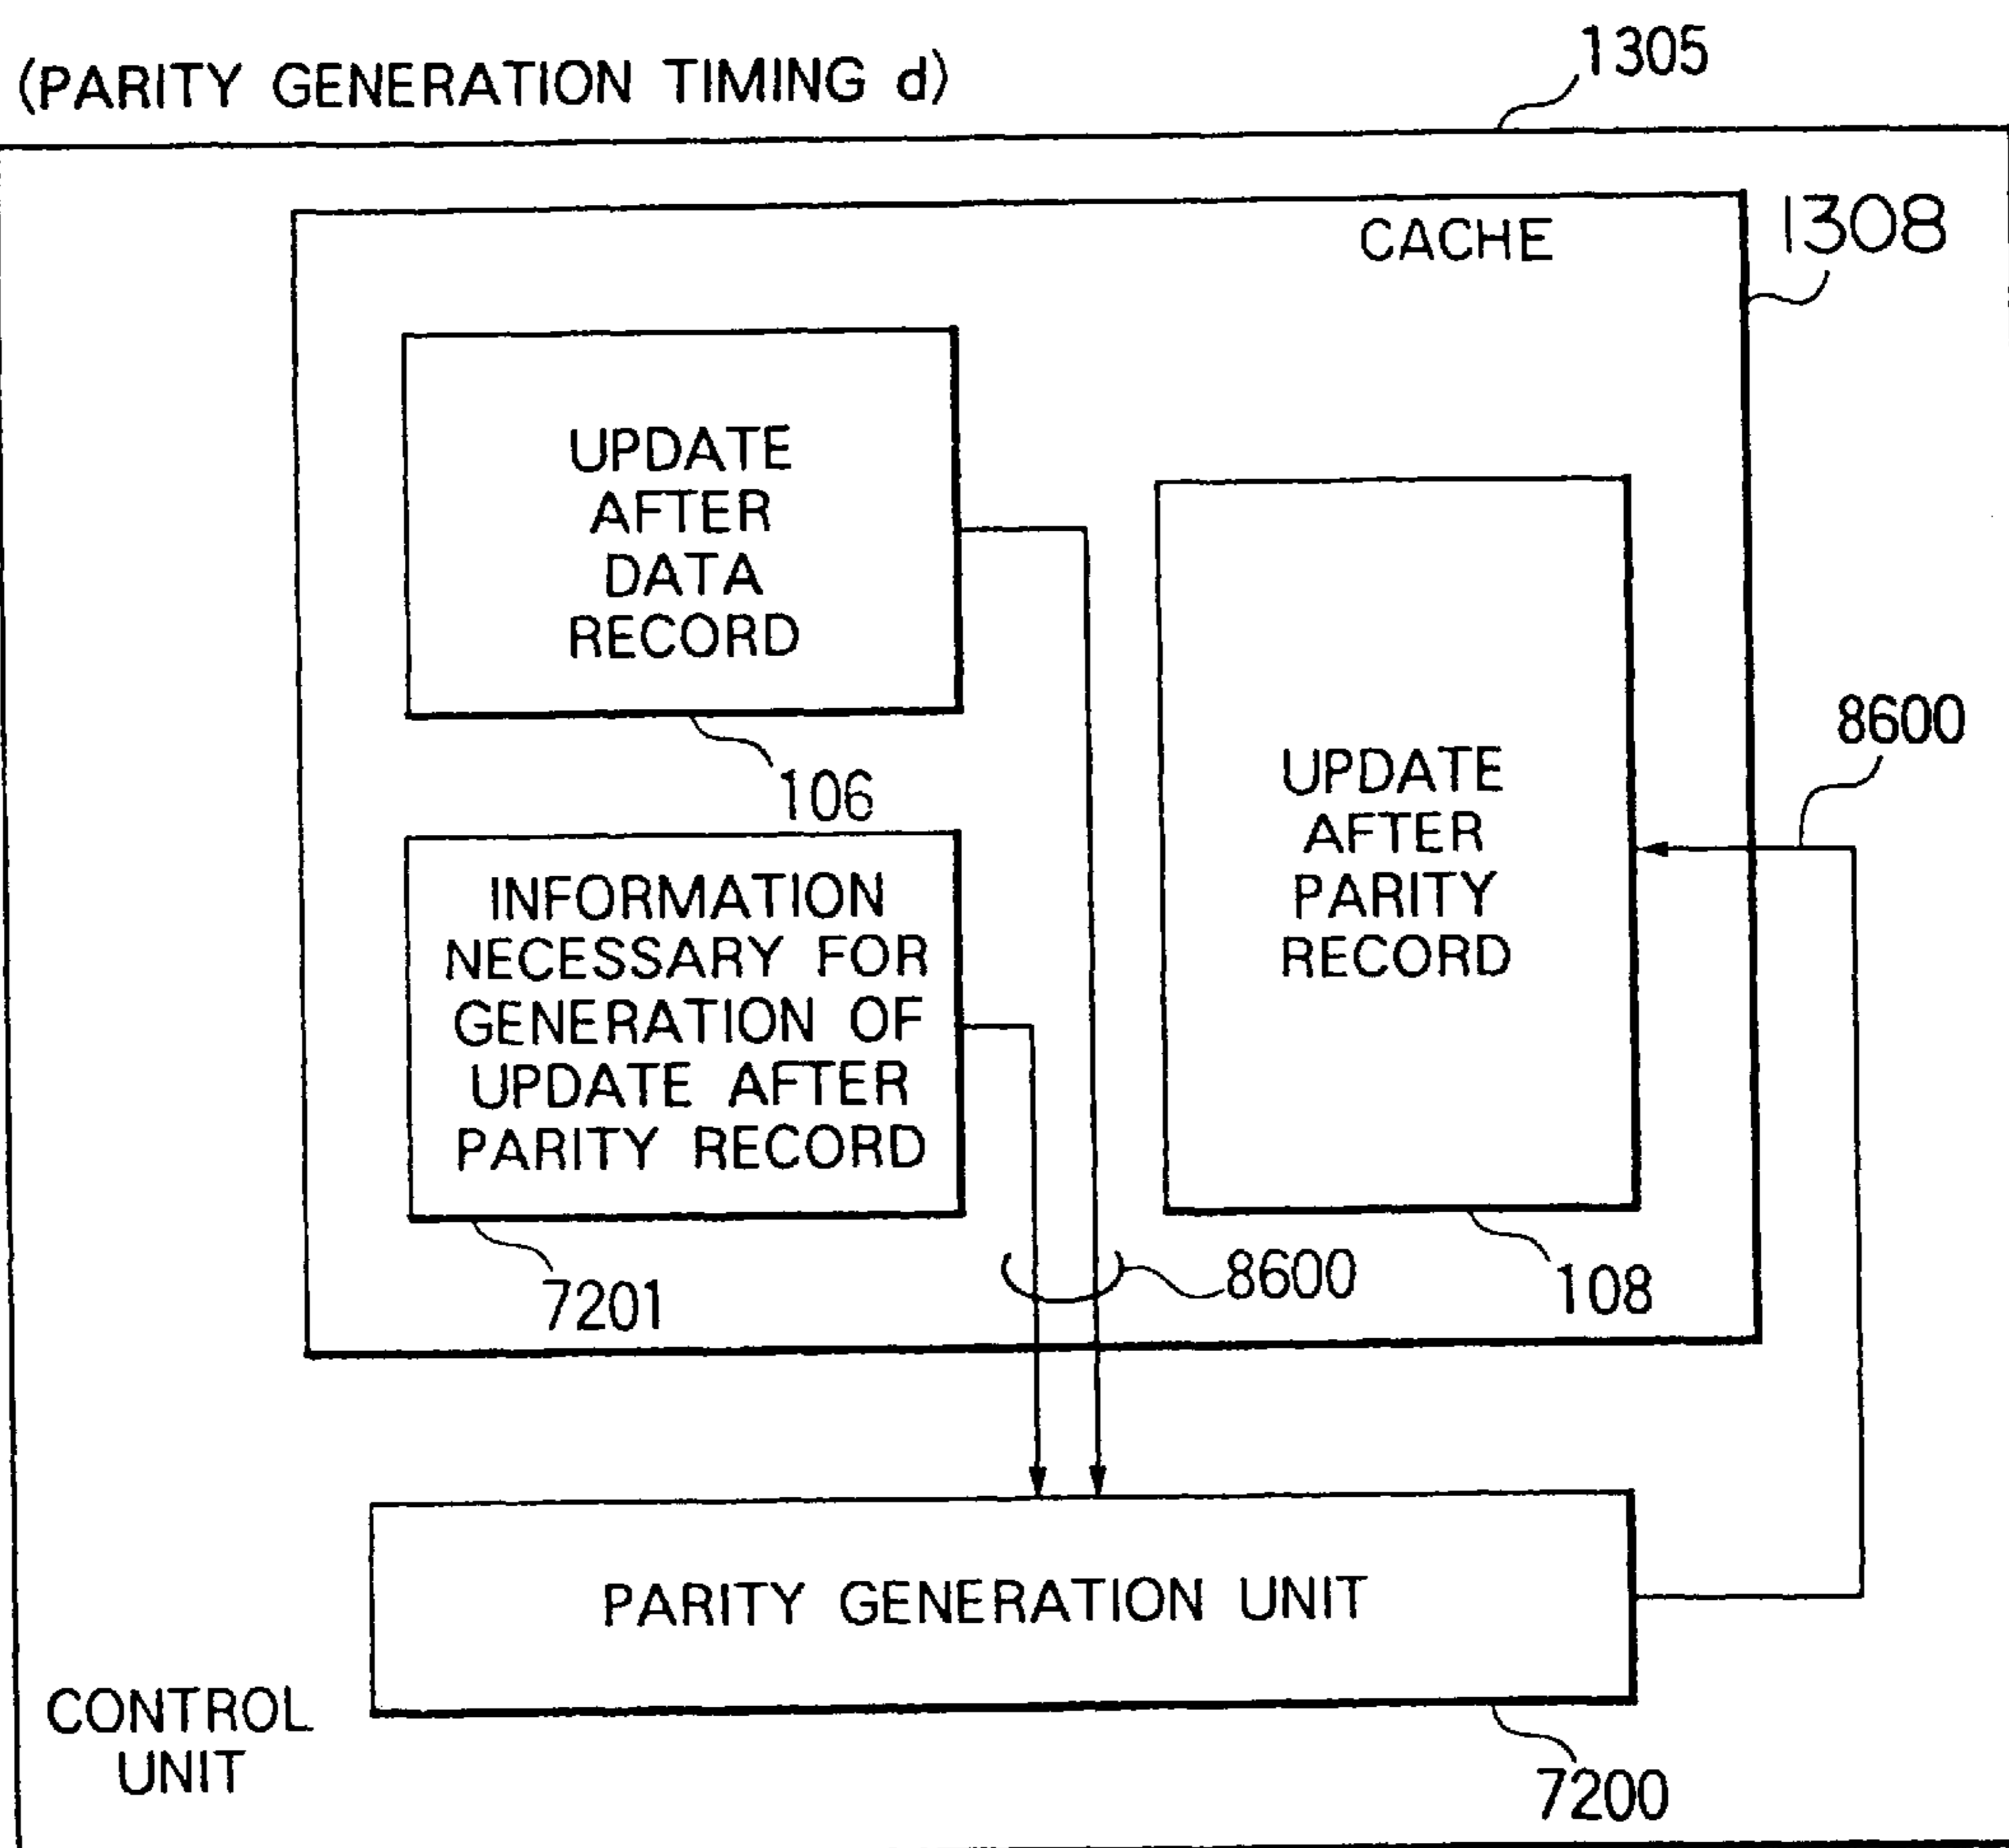 (PARITY GENERATION TIMING d)
1305
CACHE
1308
UPDATE
AFTER
DATA
RECORD
106
UPDATE
AFTER
PARITY
RECORD
108
8600
INFORMATION
NECESSARY FOR
GENERATION OF
UPDATE AFTER
PARITY RECORD
7201
8600
PARITY GENERATION UNIT
7200
CONTROL
UNIT